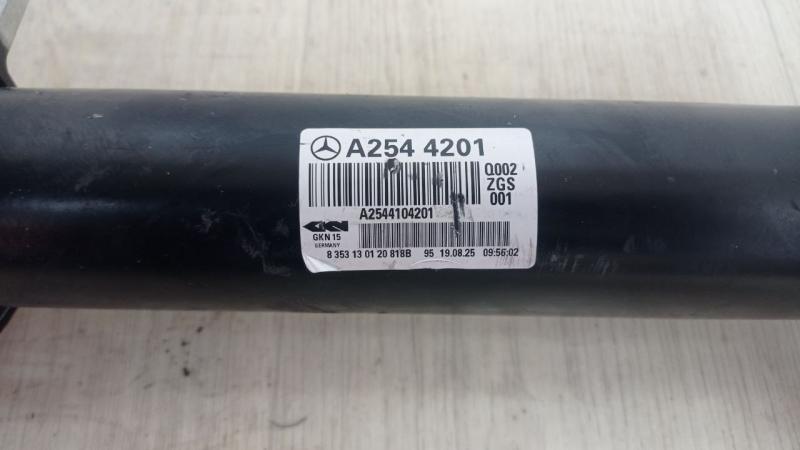 A254 4201
Q002
ZGS
001
A2544104201
GKN
GKN 15
GERMANY
8 353 13 01 20 818B 95 19.08.25 09:56:02